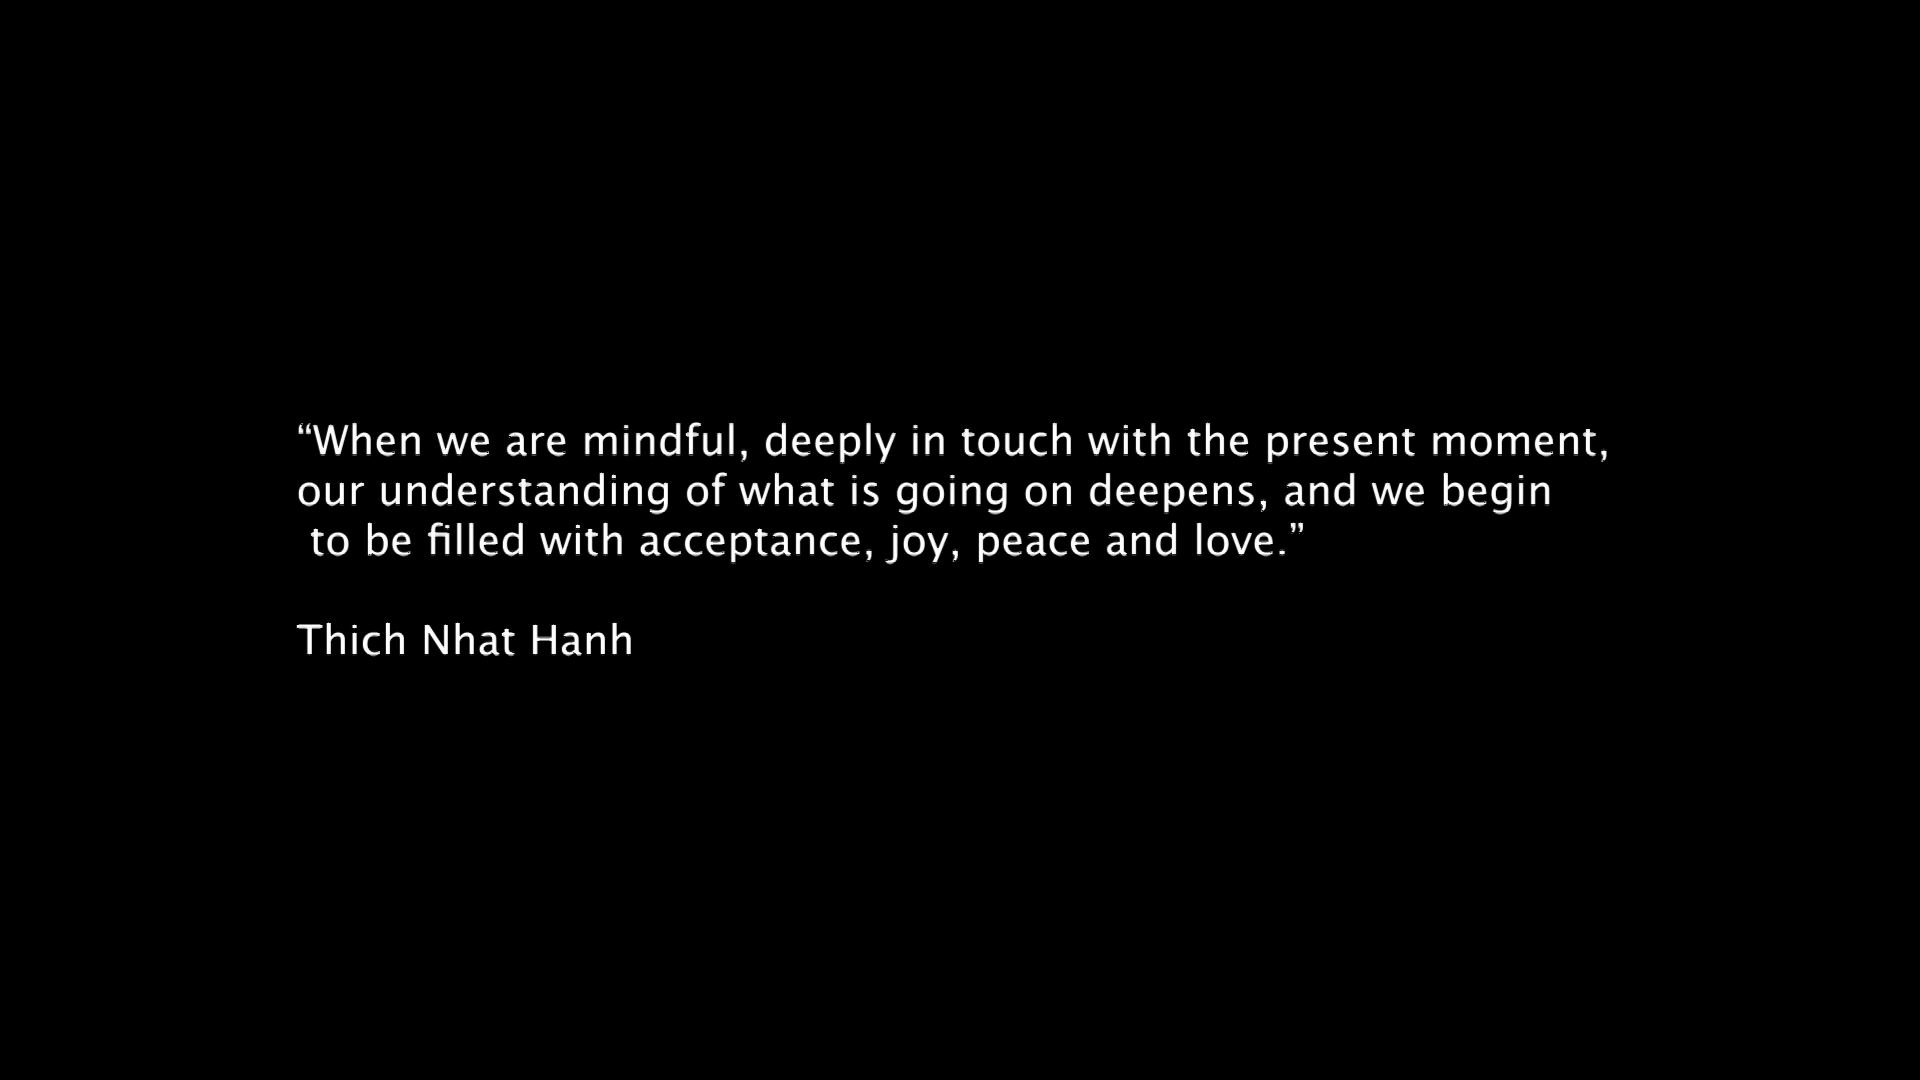 “When we are mindful, deeply in touch with the present moment,
our understanding of what is going on deepens, and we begin
to be filled with acceptance, joy, peace and love.”
Thich Nhat Hanh